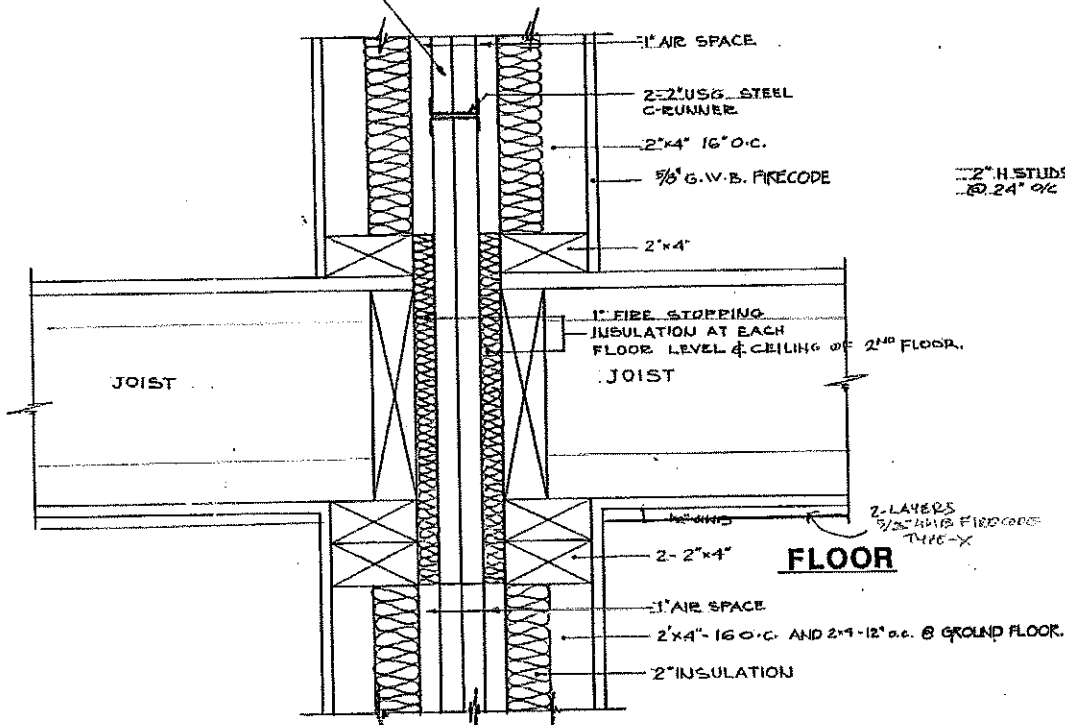 1" AIR SPACE
2-2" USG STEEL
C-RUNNER
2"x4" 16" O.C.
5/8" G.W.B. FIRECODE
2" H. STUDS
@ 24" o/c
2"x4"
1" FIRE STOPPING
INSULATION AT EACH
FLOOR LEVEL & CEILING OF 2ND FLOOR.
JOIST
JOIST
2-LAYERS
5/8" FIRECODE
TYPE-X
2- 2"x4"
FLOOR
1" AIR SPACE
2"x4"-16 O.C. AND 2x4-12" o.c. @ GROUND FLOOR.
2" INSULATION